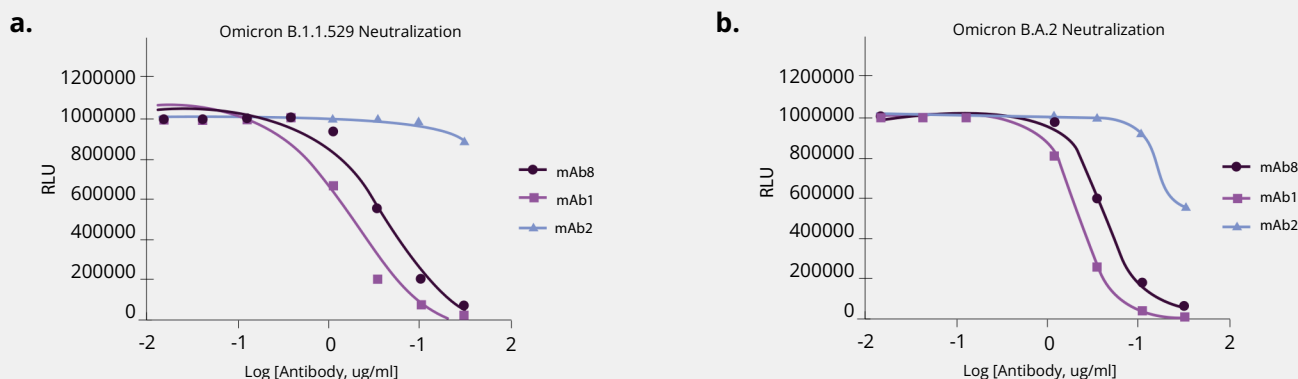 a.
Omicron B.1.1.529 Neutralization
1200000
1000000
800000
600000
400000
200000
0
RLU
-2
-1
0
-1
2
Log [Antibody, ug/ml]
mAb8
mAb1
mAb2
b.
Omicron B.A.2 Neutralization
1200000
1000000
800000
600000
400000
200000
0
RLU
-2
-1
0
-1
2
Log [Antibody, ug/ml]
mAb8
mAb1
mAb2